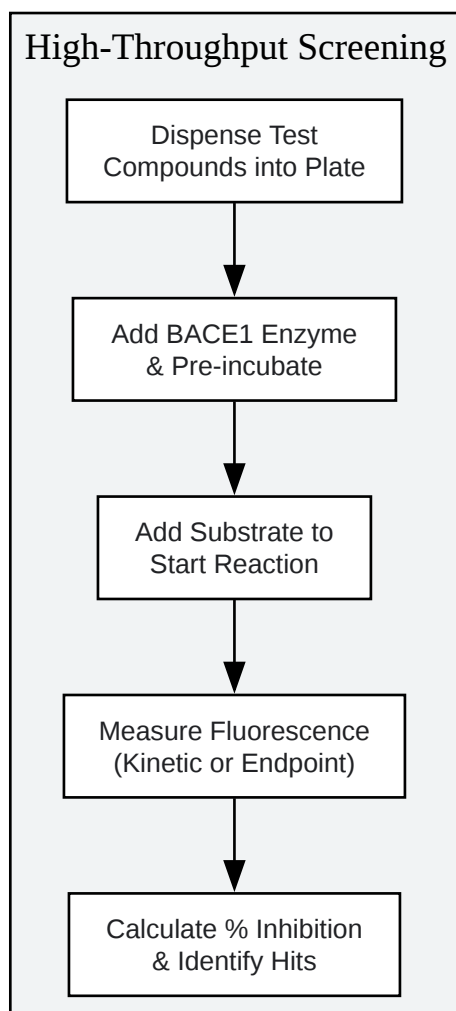 High-Throughput Screening
Dispense Test
Compounds into Plate
Add BACE1 Enzyme
& Pre-incubate
Add Substrate to
Start Reaction
Measure Fluorescence
(Kinetic or Endpoint)
Calculate % Inhibition
& Identify Hits